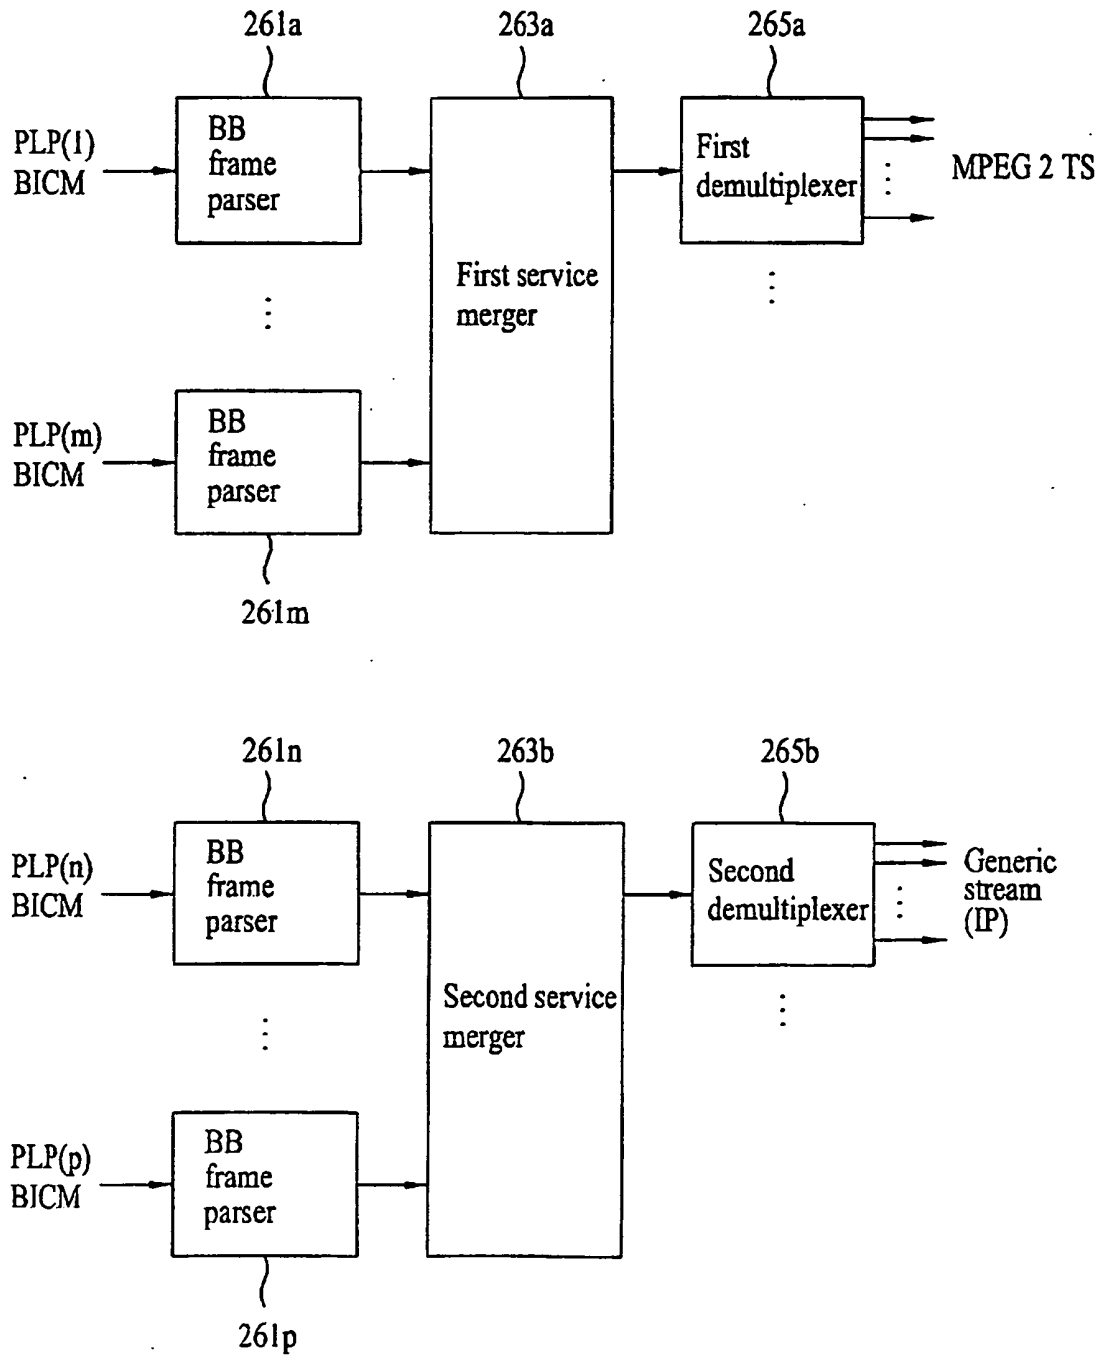 261a
263a
265a
PLP(1)
BICM
BB
frame
parser
First service
merger
First
demultiplexer
MPEG 2 TS
PLP(m)
BICM
BB
frame
parser
261m
261n
263b
265b
PLP(n)
BICM
BB
frame
parser
Second service
merger
Second
demultiplexer
Generic
stream
(IP)
PLP(p)
BICM
BB
frame
parser
261p